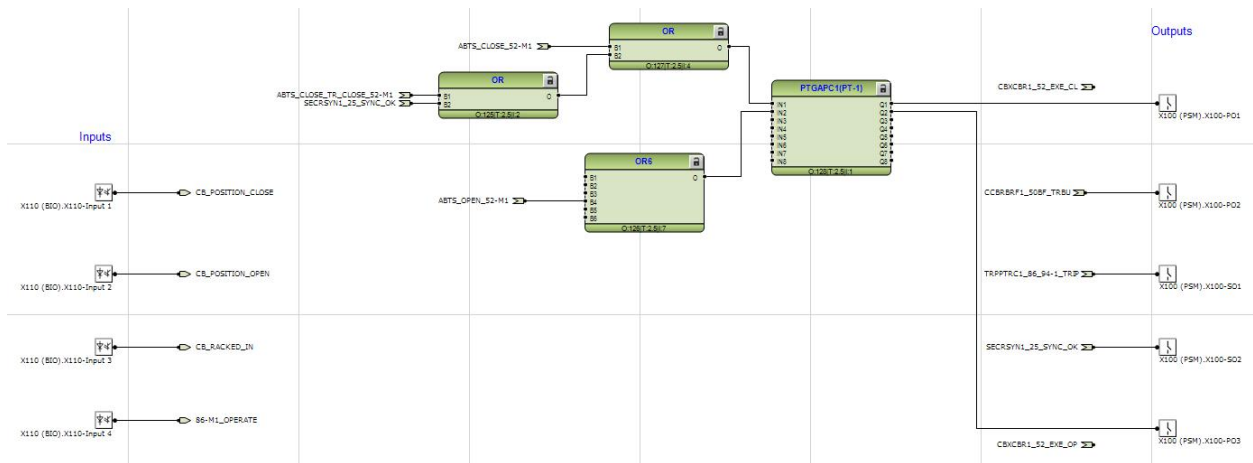 Inputs
X110 (BIO).X110-Input 1
CB_POSITION_CLOSE
X110 (BIO).X110-Input 2
CB_POSITION_OPEN
X110 (BIO).X110-Input 3
CB_RACKED_IN
X110 (BIO).X110-Input 4
86-M1_OPERATE
ABTS_CLOSE_52-M1
OR
B1
B2
O
O:127|T:2.5|I:4
ABTS_CLOSE_TR_CLOSE_52-M1
SECRSYN1_25_SYNC_OK
OR
B1
B2
O
O:125|T:2.5|I:2
ABTS_OPEN_52-M1
OR6
B1
B2
B3
B4
B5
B6
O
O:126|T:2.5|I:7
PTGAPC1(PT-1)
IN1
IN2
IN3
IN4
IN5
IN6
IN7
IN8
Q1
Q2
Q3
Q4
Q5
Q6
Q7
Q8
O:128|T:2.5|I:1
Outputs
CBXCBR1_52_EXE_CL
X100 (PSM).X100-PO1
CCBRBRF1_50BF_TRBU
X100 (PSM).X100-PO2
TRPPTRC1_86_94-1_TRIP
X100 (PSM).X100-SO1
SECRSYN1_25_SYNC_OK
X100 (PSM).X100-SO2
CBXCBR1_52_EXE_OP
X100 (PSM).X100-PO3